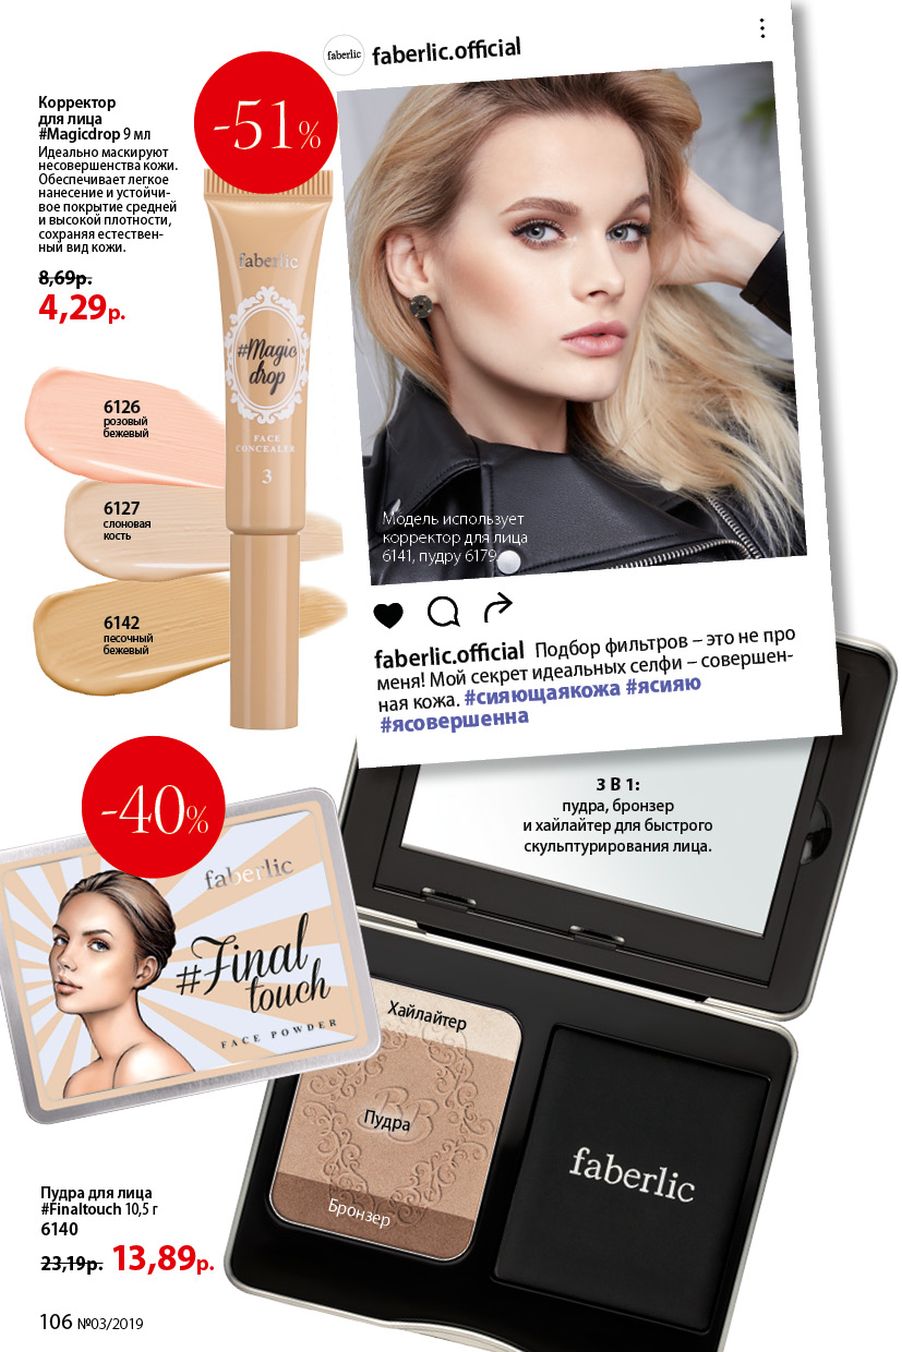 faberlic
faberlic.official
Корректор
для лица
#Magicdrop 9 мл
Идеально маскируют
несовершенства кожи.
Обеспечивает легкое
нанесение и устойчи-
вое покрытие средней
и высокой плотности,
сохраняя естествен-
ный вид кожи.
8,69р.
4,29р.
-51%
faberlic
#Magic
drop
FACE
CONCEALER
3
6126
розовый
бежевый
6127
слоновая
кость
6142
песочный
бежевый
Модель использует
корректор для лица
6141, пудру 6179.
faberlic.official Подбор фильтров – это не про
меня! Мой секрет идеальных селфи – совершен-
ная кожа. #сияющаякожа #ясияю
#ясовершенна
-40%
faberlic
#Final
touch
FACE POWDER
3 В 1:
пудра, бронзер
и хайлайтер для быстрого
скульптурирования лица.
Хайлайтер
Пудра
BB
Бронзер
faberlic
Пудра для лица
#Finaltouch 10,5 г
6140
23,19р. 13,89р.
106 №03/2019